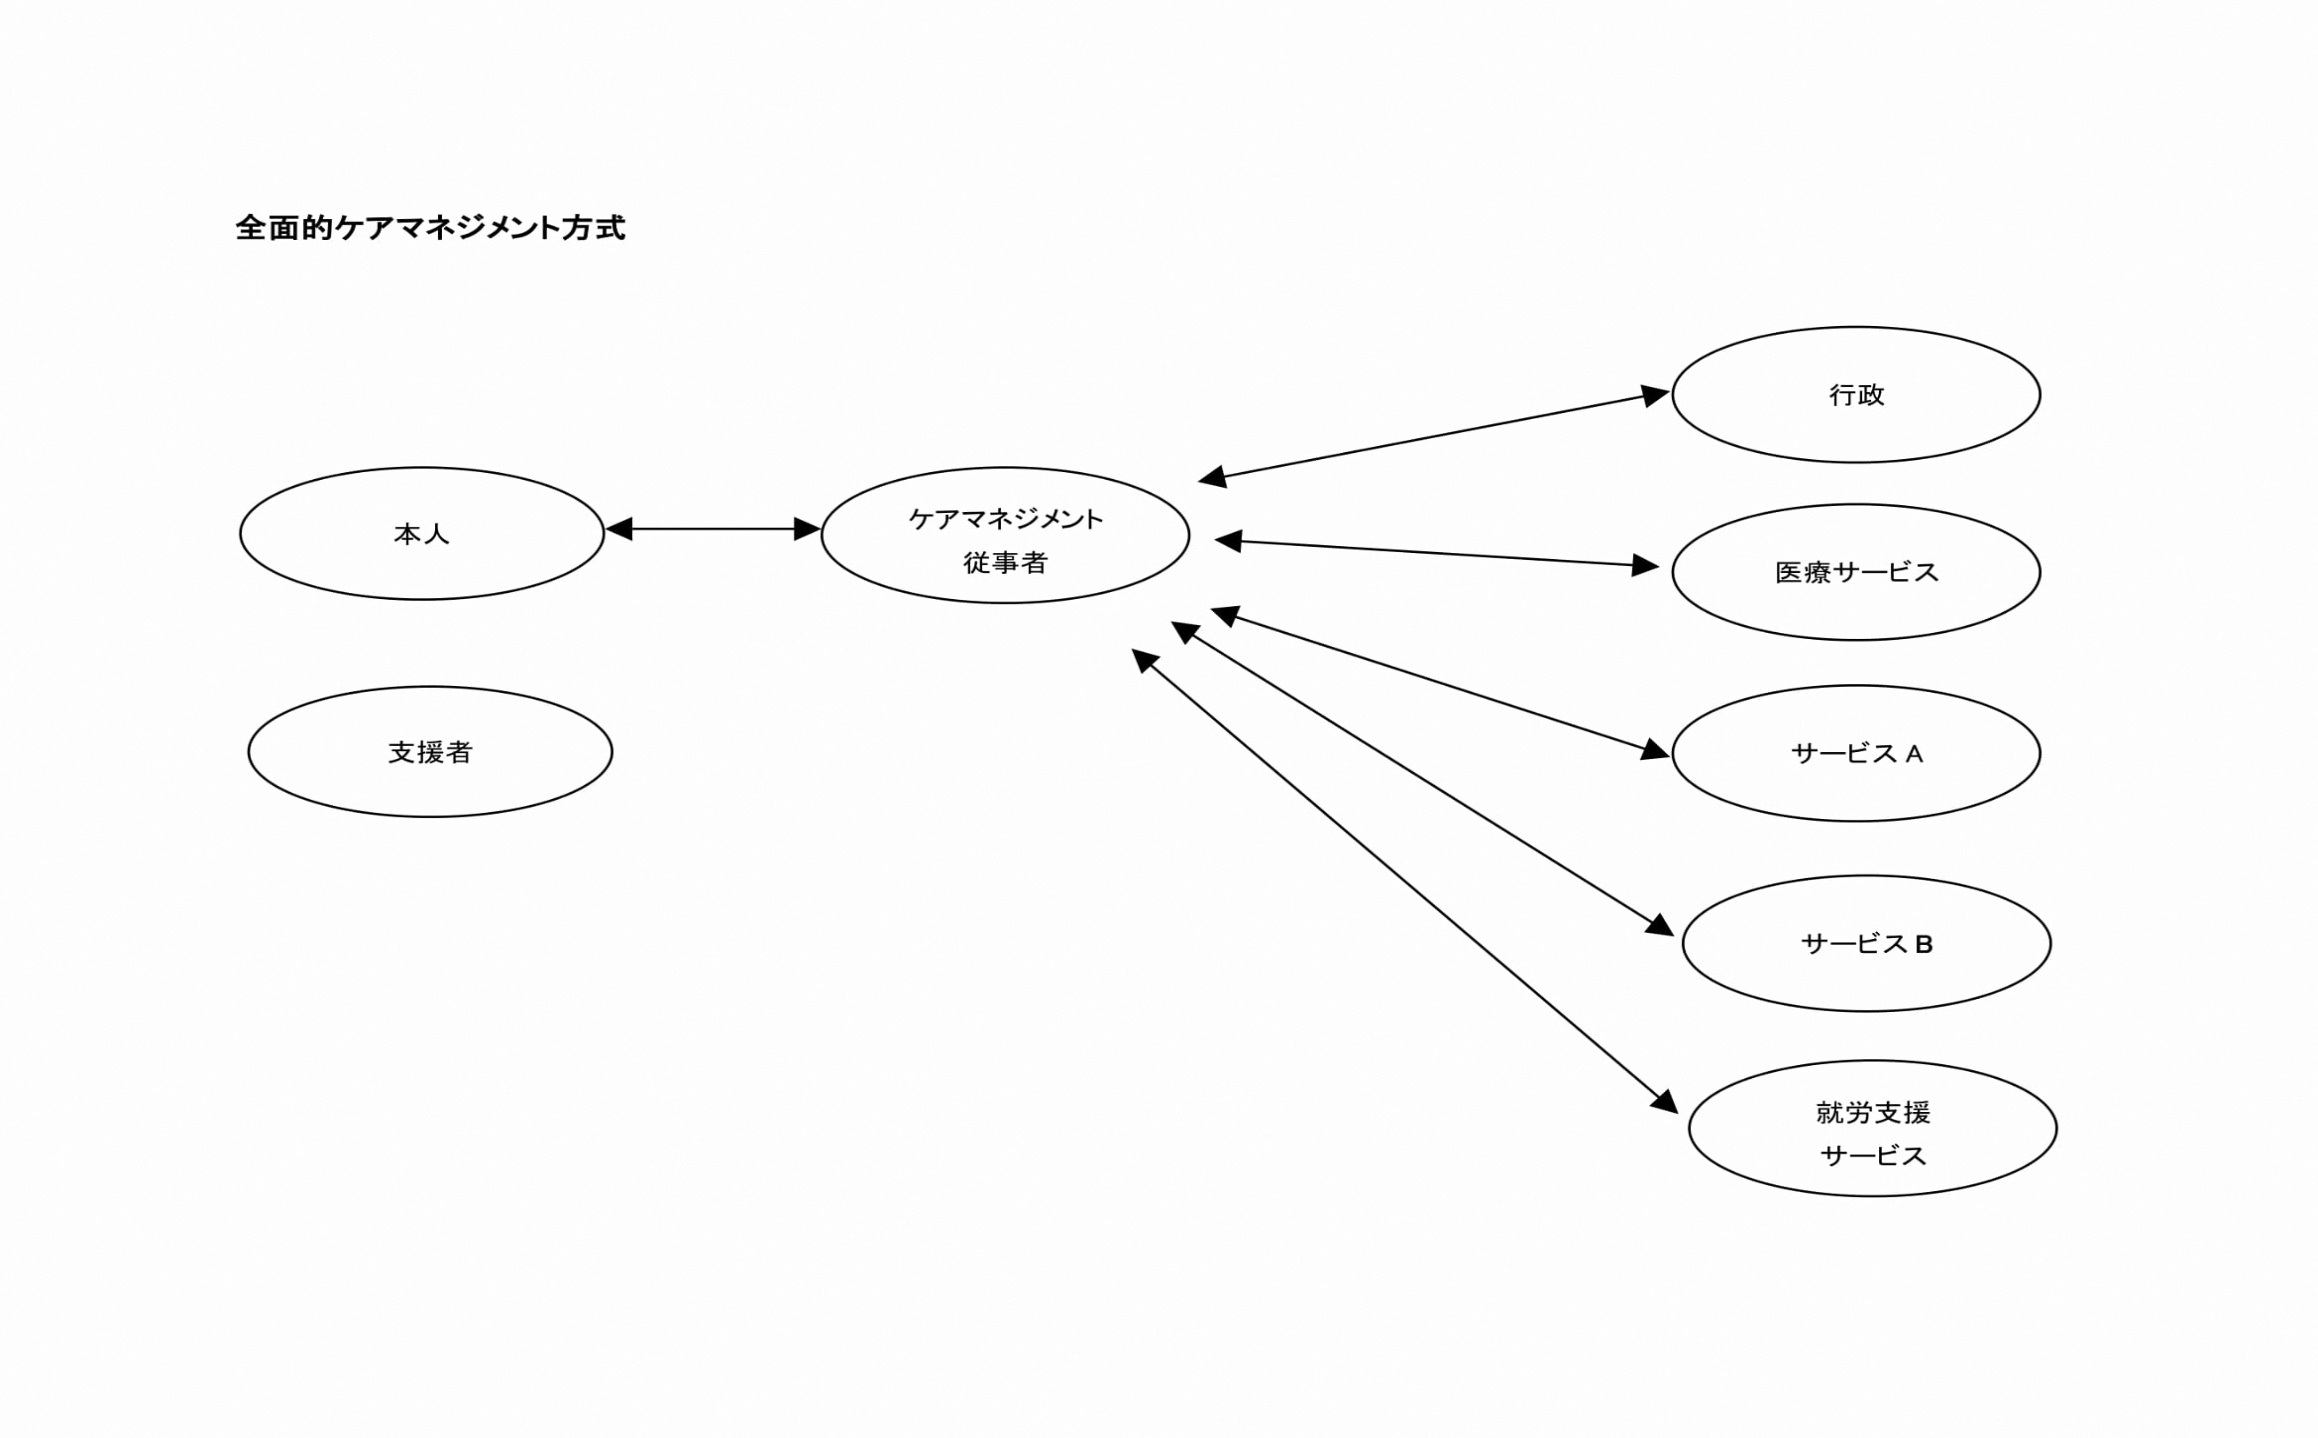 全面的ケアマネジメント方式
行政
本人
ケアマネジメント
従事者
医療サービス
支援者
サービス A
サービス B
就労支援
サービス